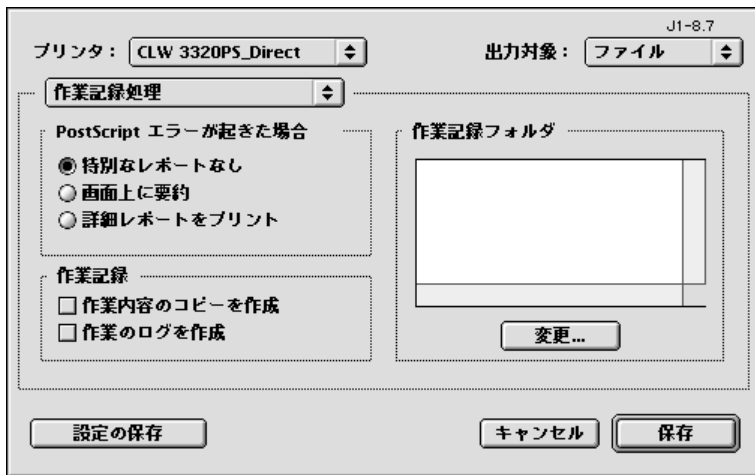 J1-8.7
プリンタ： CLW 3320PS_Direct 出力対象： ファイル
作業記録処理
PostScript エラーが起きた場合
特別なレポートなし
画面上に要約
詳細レポートをプリント
作業記録
作業内容のコピーを作成
作業のログを作成
作業記録フォルダ
変更...
設定の保存 キャンセル 保存